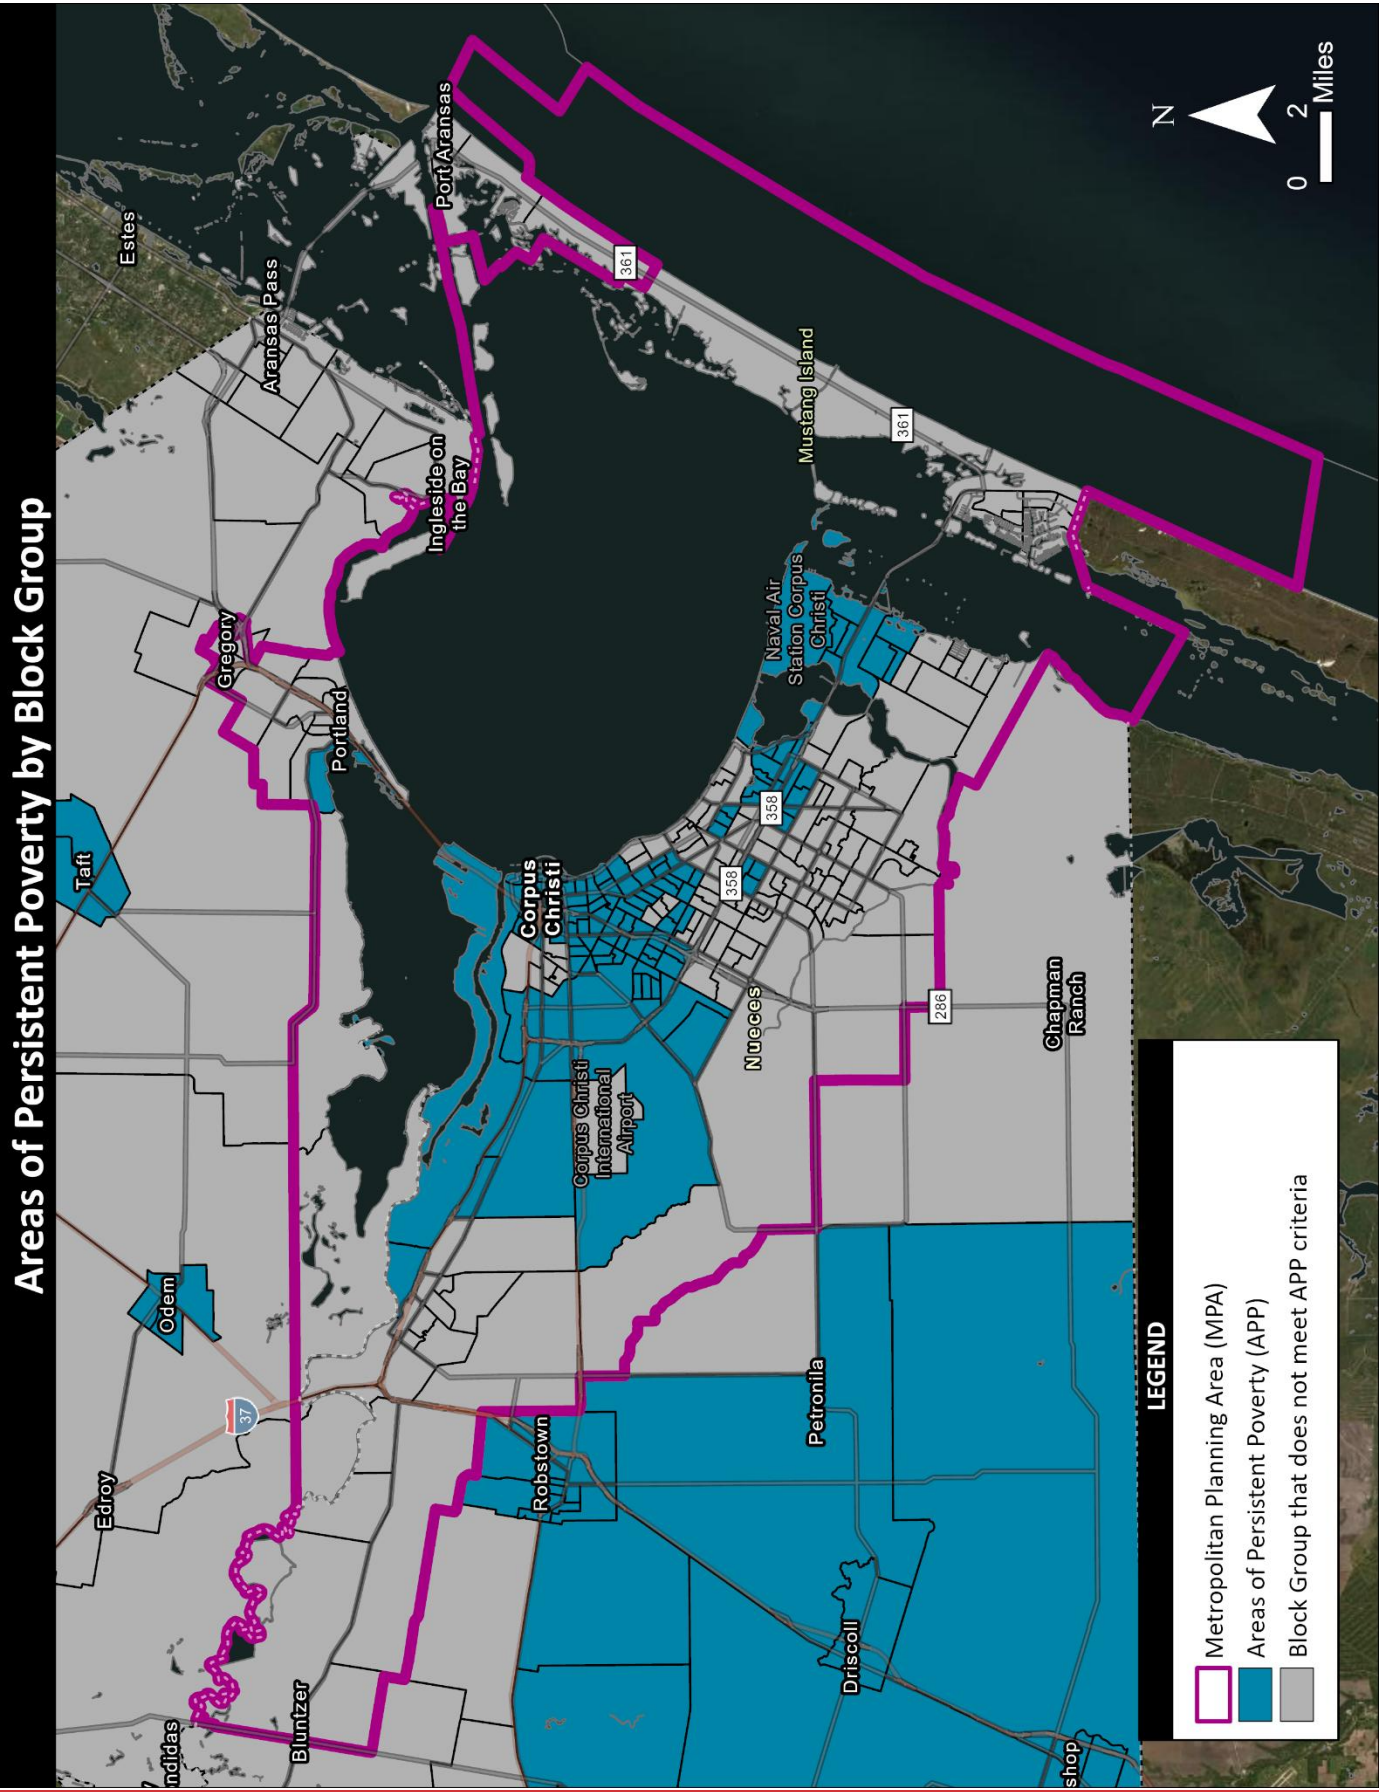 Areas of Persistent Poverty by Block Group
Estes
Port Aransas
Aransas Pass
361
Ingleside on
the Bay
Mustang Island
361
Gregory
Portland
Naval Air
Station Corpus
Christi
Taft
358
358
Corpus
Christi
Nueces
286
Chapman
Ranch
Corpus Christi
International
Airport
Odem
37
Edroy
Robstown
Petronila
Driscoll
Bluntzer
ndidas
shop
N
0 2
Miles
LEGEND
Metropolitan Planning Area (MPA)
Areas of Persistent Poverty (APP)
Block Group that does not meet APP criteria